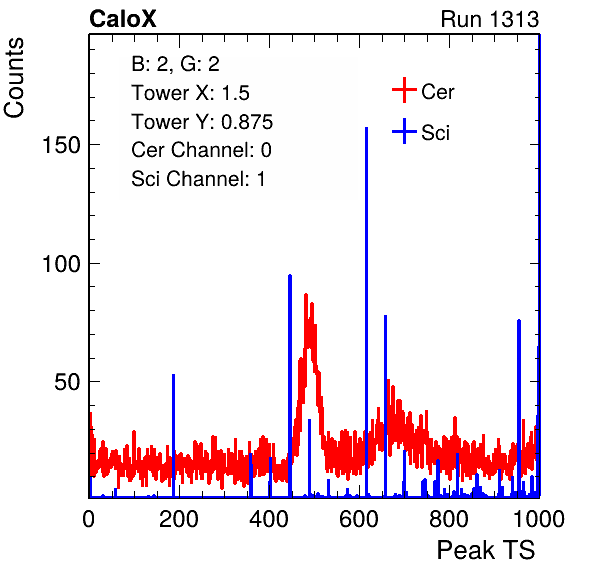 CaloX Run 1313
Counts
B: 2, G: 2
Tower X: 1.5
Tower Y: 0.875
Cer Channel: 0
Sci Channel: 1
Cer
Sci
150
100
50
0 200 400 600 800 1000
Peak TS